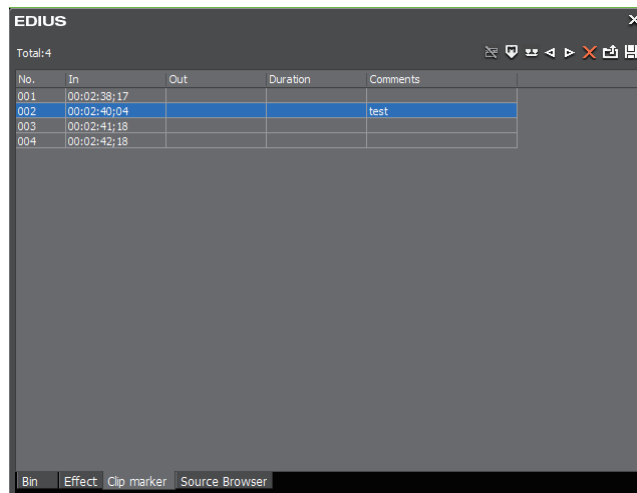 EDIUS
Total:4
No. In Out Duration Comments
001 00:02:38;17
002 00:02:40;04 test
003 00:02:41;18
004 00:02:42;18
Bin Effect Clip marker Source Browser